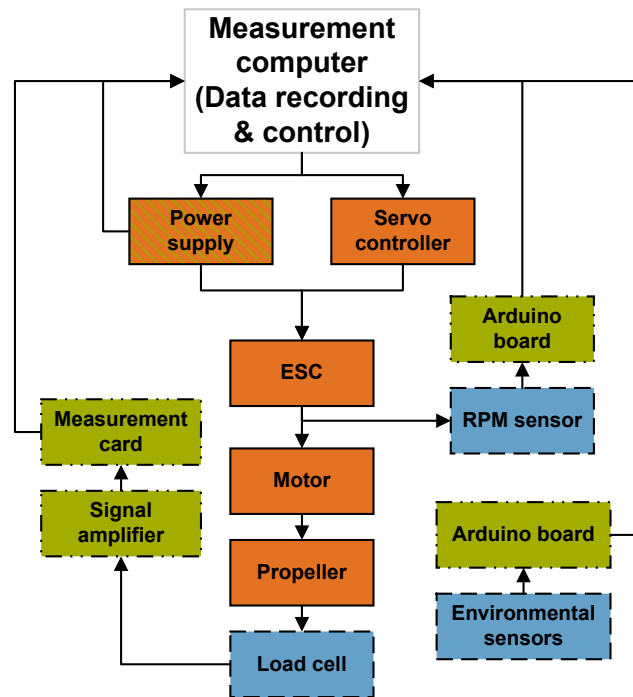 Measurement
computer
(Data recording
& control)
Power
supply
Servo
controller
ESC
Arduino
board
RPM sensor
Measurement
card
Motor
Signal
amplifier
Arduino board
Propeller
Environmental
sensors
Load cell